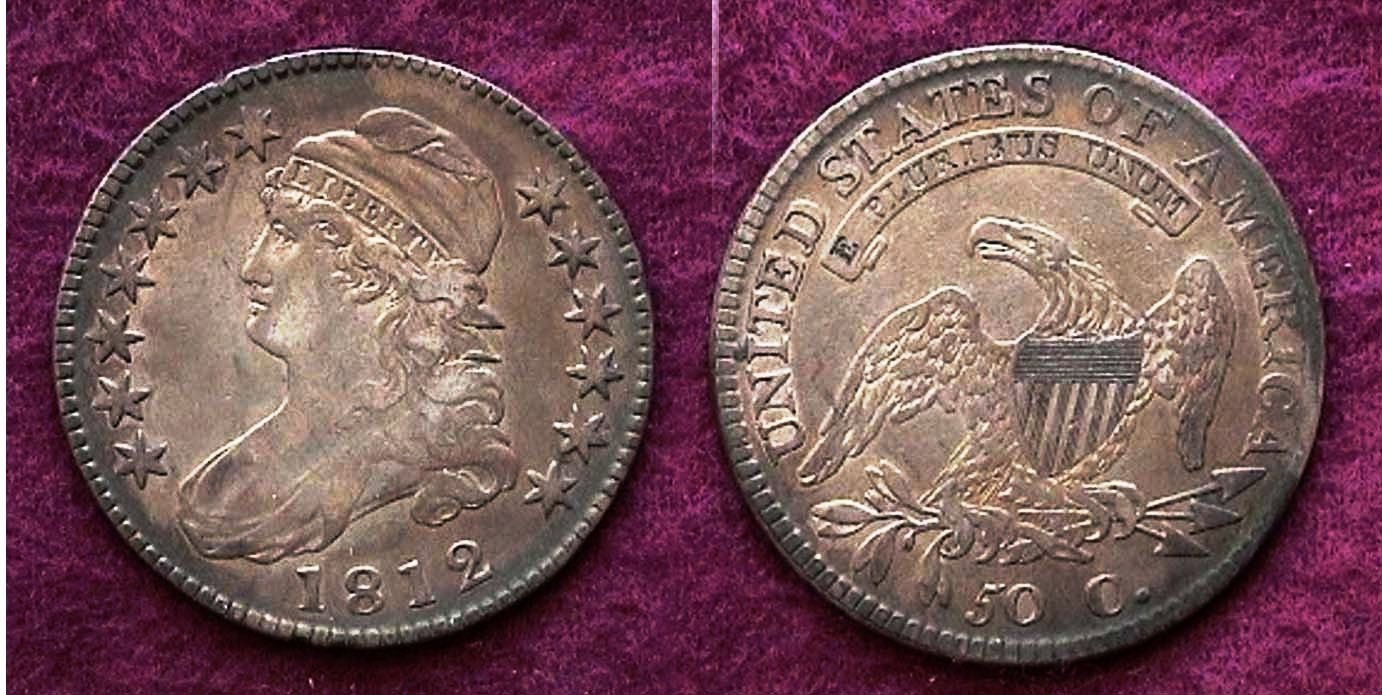 LIBERTY
1812
UNITED STATES OF AMERICA
E PLURIBUS UNUM
50 C.